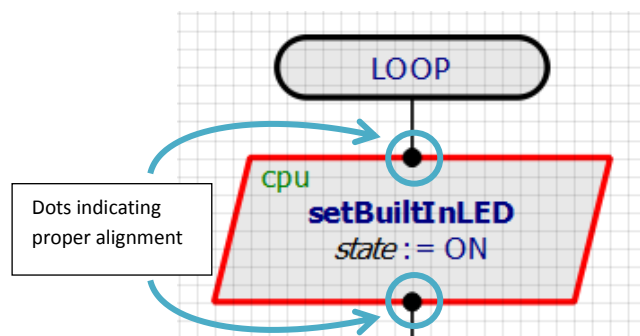 LOOP
cpu
setBuiltInLED
state := ON
Dots indicating
proper alignment